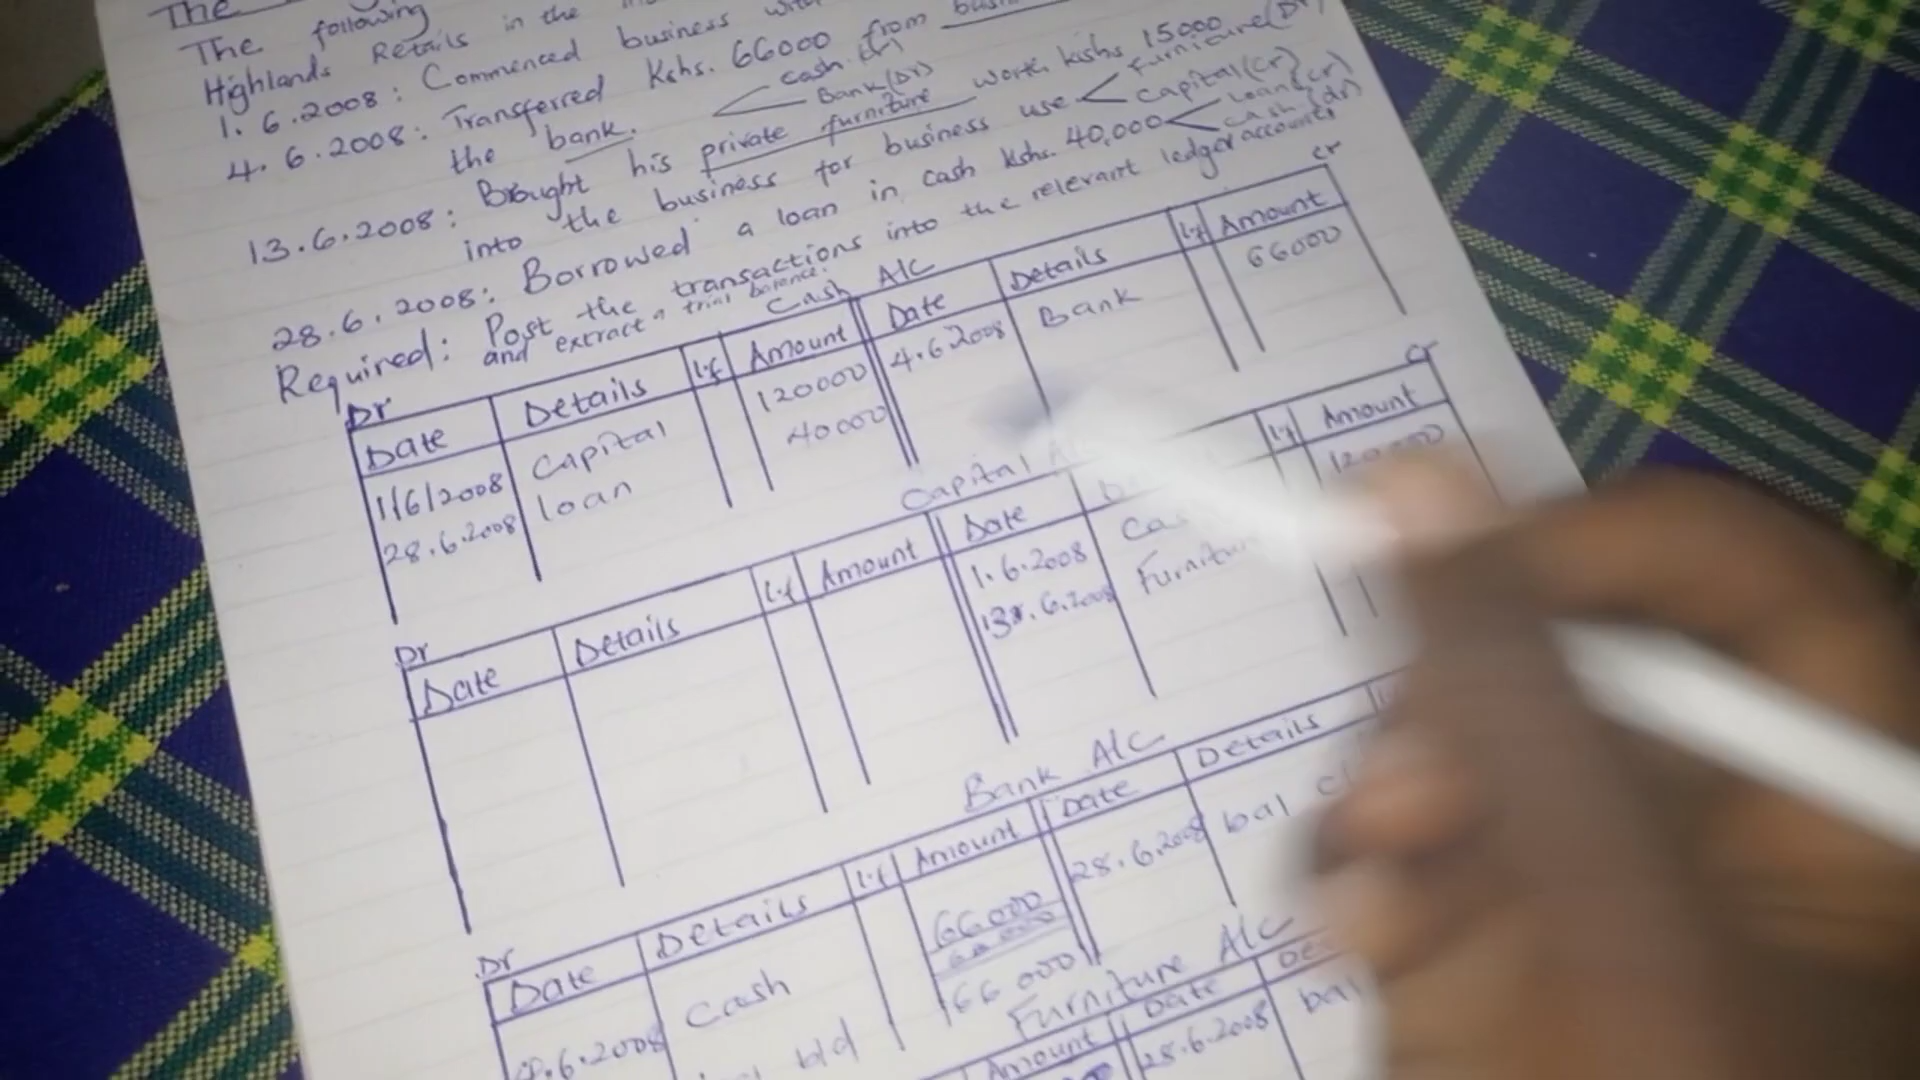 The
The following
Highlands Retails in the
1.6.2008: Commenced business
4.6.2008: Transferred Kshs. 66000 from
the bank.
cash (cr)
Bank (Dr)
13.6.2008: Brought his private furniture worth kshs 15000
into the business for business use
furniture (Dr)
capital (cr)
28.6.2008: Borrowed a loan in cash Kshs. 40,000
loan (cr)
cash (dr)
Required: Post the transactions into the relevant ledger accounts
and extract a trial balance.
Cash A/C
Dr cr
Date Details l.f Amount Date Details l.f Amount
1/6/2008 capital 120000 4.6.2008 Bank 66000
28.6.2008 loan 40000
Capital
Dr cr
Date Details l.f Amount Date l.f Amount
1.6.2008
13.6.2008
Bank A/C
Dr
Date Details l.f Amount Date Details
6.2008 Cash 66000 28.6.2008 bal
66000
b/d
Furniture A/C
Amount Date
28.6.2008 bal